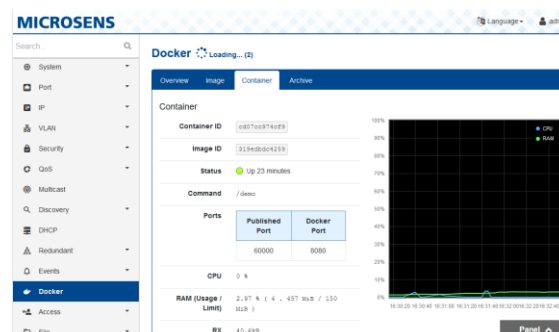 MICROSENS
Language
Search...
System
Port
IP
VLAN
Security
QoS
Multicast
Discovery
DHCP
Redundant
Events
Docker
Access
Docker Loading... (2)
Overview Image Container Archive
Container
Container ID
Image ID
Status Up 23 minutes
Command /demo
Ports
Published Port Docker Port
60000 8080
CPU 0 %
RAM (Usage / Limit) 2.97 % ( 4 . 457 MiB / 150 MiB )
RX
100%
90%
80%
70%
60%
50%
40%
30%
20%
10%
0%
CPU
RAM
Panel